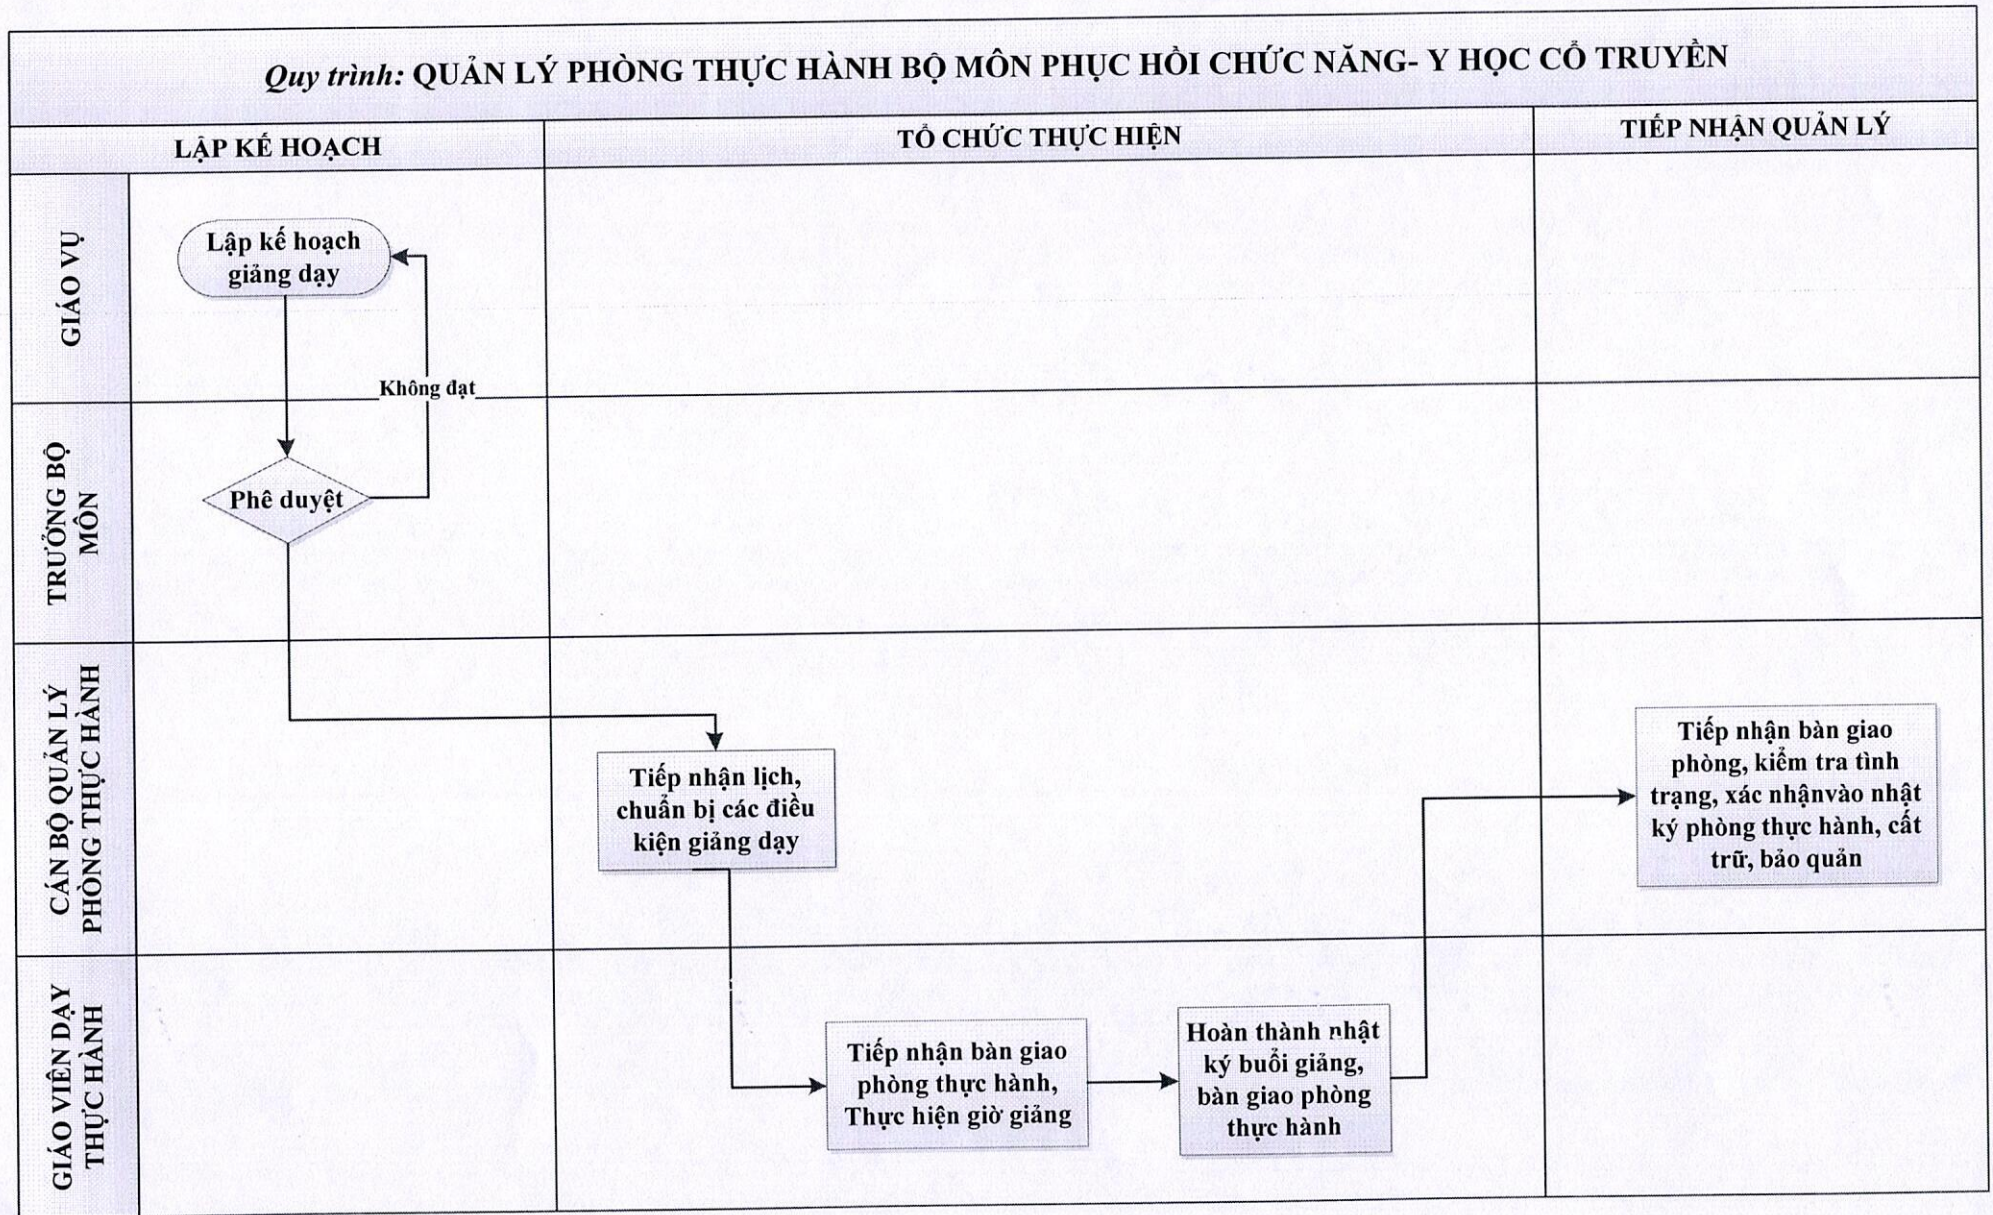 Quy trình: QUẢN LÝ PHÒNG THỰC HÀNH BỘ MÔN PHỤC HỒI CHỨC NĂNG- Y HỌC CỔ TRUYỀN
LẬP KẾ HOẠCH
TỔ CHỨC THỰC HIỆN
TIẾP NHẬN QUẢN LÝ
GIÁO VỤ
Lập kế hoạch
giảng dạy
Không đạt
TRƯỞNG BỘ
MÔN
Phê duyệt
CÁN BỘ QUẢN LÝ
PHÒNG THỰC HÀNH
Tiếp nhận lịch,
chuẩn bị các điều
kiện giảng dạy
Tiếp nhận bàn giao
phòng, kiểm tra tình
trạng, xác nhậnvào nhật
ký phòng thực hành, cất
trữ, bảo quản
GIÁO VIÊN DẠY
THỰC HÀNH
Tiếp nhận bàn giao
phòng thực hành,
Thực hiện giờ giảng
Hoàn thành nhật
ký buổi giảng,
bàn giao phòng
thực hành